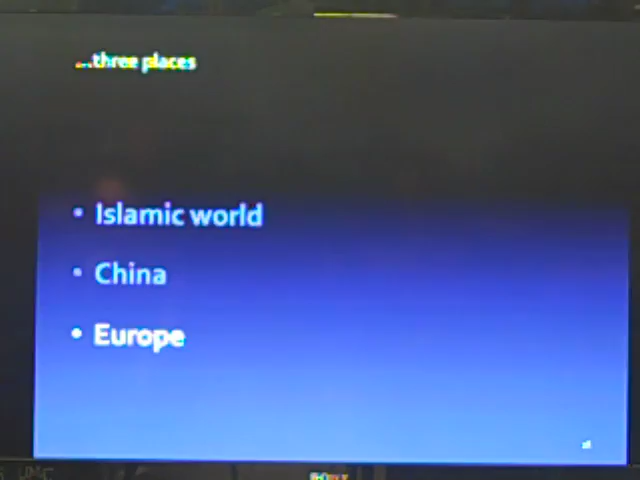 ...three places
• Islamic world
• China
• Europe